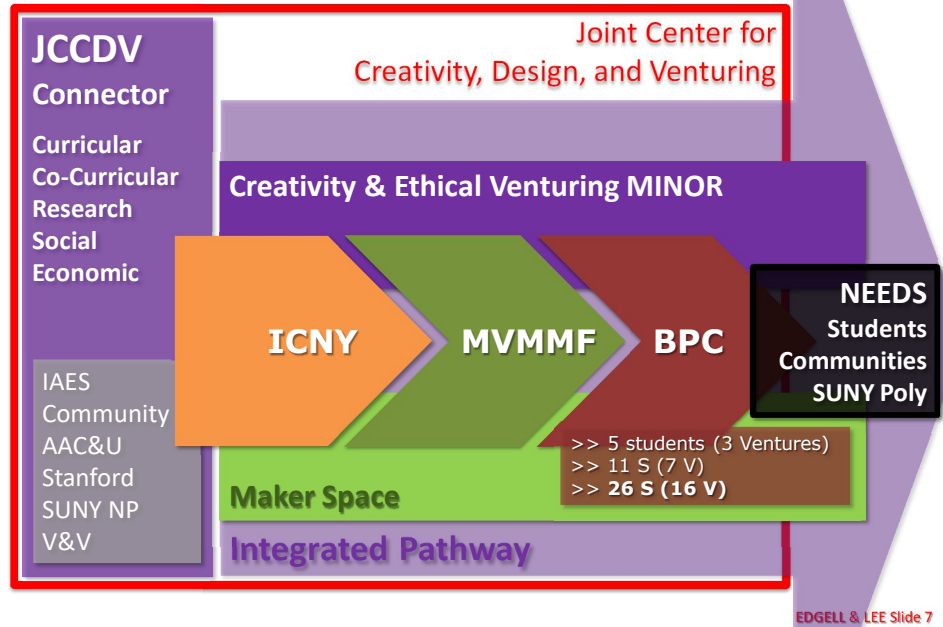 Joint Center for
Creativity, Design, and Venturing
JCCDV
Connector
Curricular
Co-Curricular
Research
Social
Economic
IAES
Community
AAC&U
Stanford
SUNY NP
V&V
Creativity & Ethical Venturing MINOR
ICNY
MVMMF
BPC
NEEDS
Students
Communities
SUNY Poly
>> 5 students (3 Ventures)
>> 11 S (7 V)
>> 26 S (16 V)
Maker Space
Integrated Pathway
EDGELL & LEE Slide 7